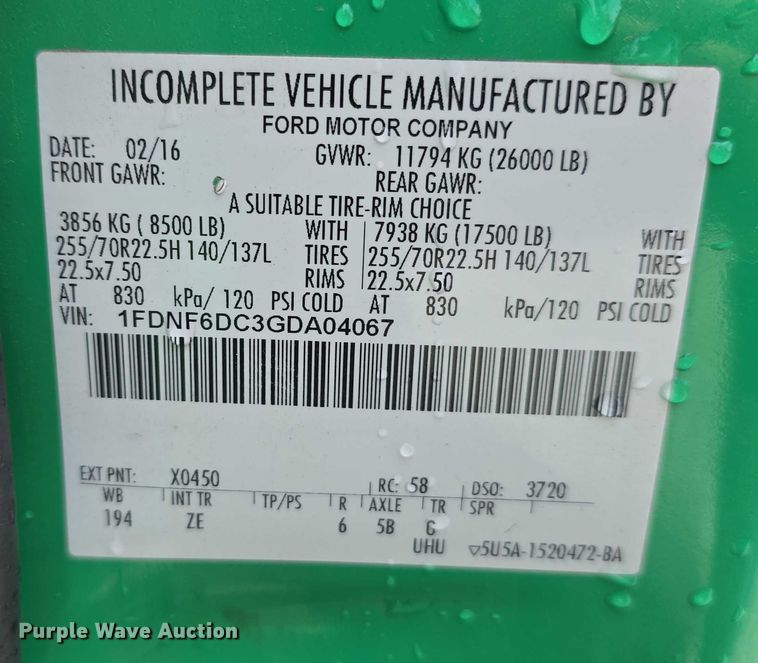 INCOMPLETE VEHICLE MANUFACTURED BY
FORD MOTOR COMPANY
DATE: 02/16 GVWR: 11794 KG (26000 LB)
FRONT GAWR: REAR GAWR:
A SUITABLE TIRE-RIM CHOICE
3856 KG ( 8500 LB) WITH 7938 KG (17500 LB) WITH
255/70R22.5H 140/137L TIRES 255/70R22.5H 140/137L TIRES
22.5x7.50 RIMS 22.5x7.50 RIMS
AT 830 kPa/ 120 PSI COLD AT 830 kPa/120 PSI COLD
VIN: 1FDNF6DC3GDA04067
EXT PNT: X0450 RC: 58 DSO: 3720
WB INT TR TP/PS R AXLE TR SPR
194 ZE 6 5B G
UHU ▽5U5A-1520472-BA
Purple Wave Auction